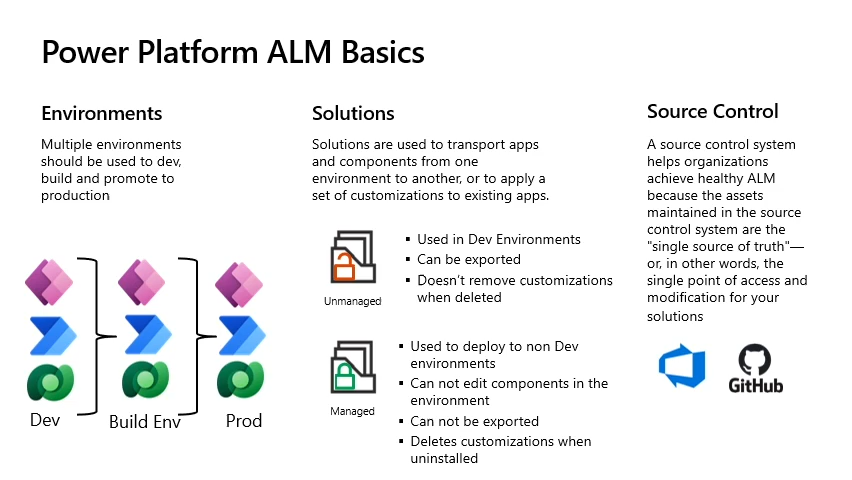 Power Platform ALM Basics
Environments
Multiple environments
should be used to dev,
build and promote to
production
Dev
Build Env
Prod
Solutions
Solutions are used to transport apps
and components from one
environment to another, or to apply a
set of customizations to existing apps.
Unmanaged
▪ Used in Dev Environments
▪ Can be exported
▪ Doesn't remove customizations
when deleted
Managed
▪ Used to deploy to non Dev
environments
▪ Can not edit components in the
environment
▪ Can not be exported
▪ Deletes customizations when
uninstalled
Source Control
A source control system
helps organizations
achieve healthy ALM
because the assets
maintained in the source
control system are the
"single source of truth"—
or, in other words, the
single point of access and
modification for your
solutions
GitHub